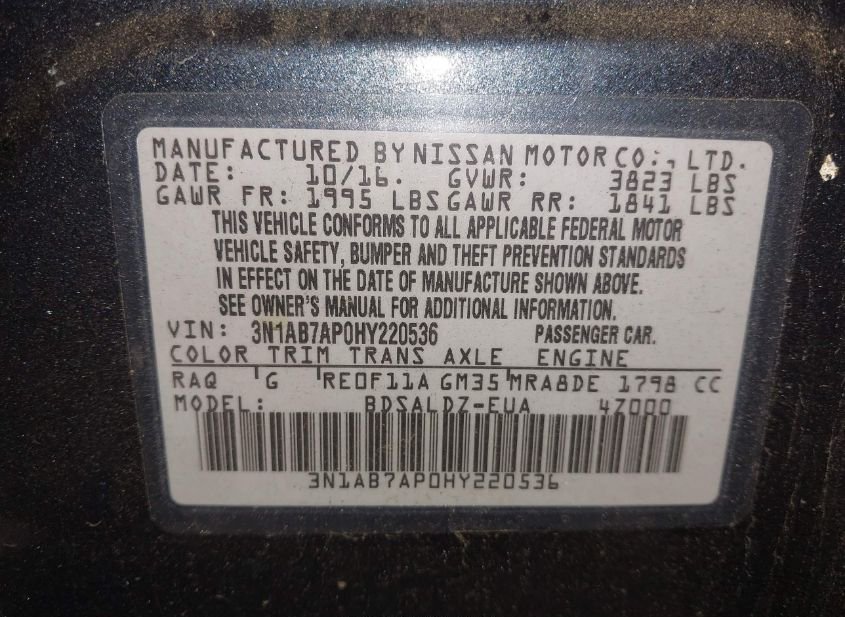 MANUFACTURED BY NISSAN MOTOR CO., LTD.
DATE: 10/16. GVWR: 3823 LBS
GAWR FR: 1995 LBS GAWR RR: 1841 LBS
THIS VEHICLE CONFORMS TO ALL APPLICABLE FEDERAL MOTOR
VEHICLE SAFETY, BUMPER AND THEFT PREVENTION STANDARDS
IN EFFECT ON THE DATE OF MANUFACTURE SHOWN ABOVE.
SEE OWNER'S MANUAL FOR ADDITIONAL INFORMATION.
VIN: 3N1AB7AP0HY220536 PASSENGER CAR.
COLOR TRIM TRANS AXLE ENGINE
RAQ G RE0F11A GM35 MRA8DE 1798 CC
MODEL: BDSALDZ-EUA 4Z000
3N1AB7AP0HY220536